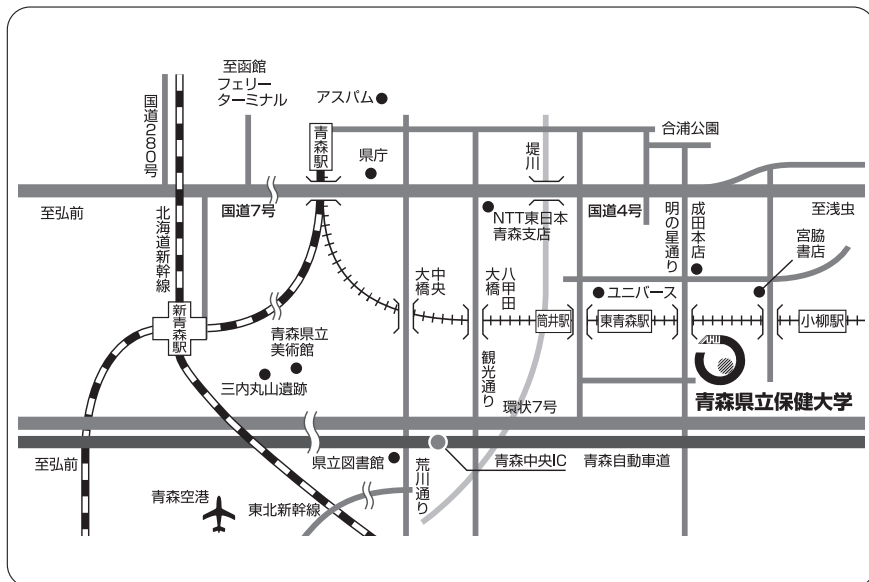 至函館
フェリー
ターミナル
アスパム
国道280号
青森駅
県庁
堤川
合浦公園
至弘前
国道7号
国道4号
至浅虫
北海道新幹線
NTT東日本
青森支店
明の星通り
成田本店
宮脇
書店
中央
大橋
八甲田
大橋
ユニバース
新青森駅
筒井駅
東青森駅
小柳駅
青森県立
美術館
三内丸山遺跡
観光通り
環状7号
AHU
青森県立保健大学
至弘前
県立図書館
荒川通り
青森中央IC
青森自動車道
青森空港
東北新幹線